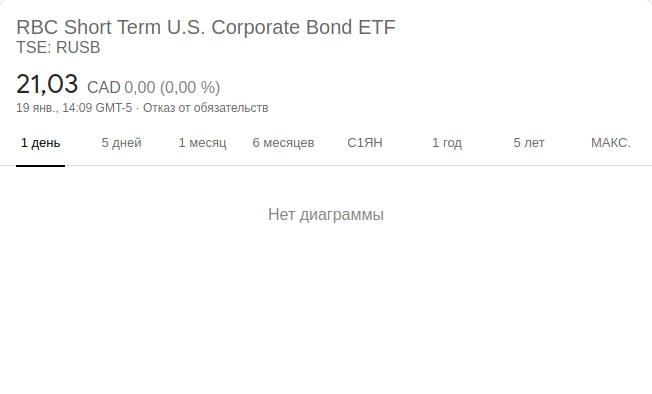 RBC Short Term U.S. Corporate Bond ETF
TSE: RUSB
21,03 CAD 0,00 (0,00 %)
19 янв., 14:09 GMT-5 · Отказ от обязательств
1 день 5 дней 1 месяц 6 месяцев С1ЯН 1 год 5 лет МАКС.
Нет диаграммы